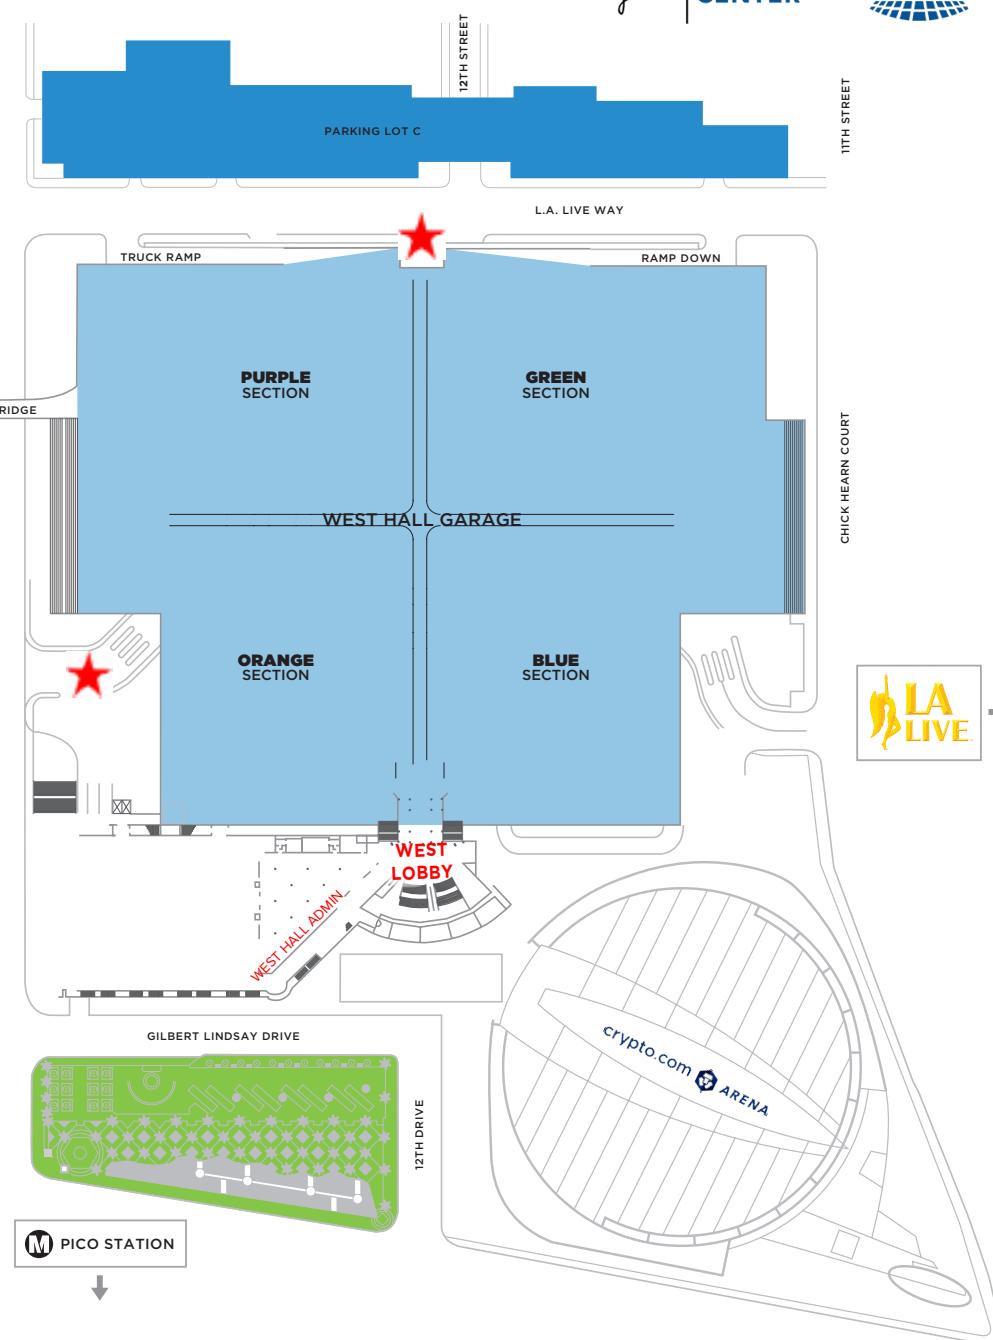 CENTER
12TH STREET
11TH STREET
PARKING LOT C
L.A. LIVE WAY
TRUCK RAMP
RAMP DOWN
PURPLE
SECTION
GREEN
SECTION
RIDGE
CHICK HEARN COURT
WEST HALL GARAGE
ORANGE
SECTION
BLUE
SECTION
LA
LIVE
WEST
LOBBY
WEST HALL ADMIN
GILBERT LINDSAY DRIVE
crypto.com ARENA
12TH DRIVE
M PICO STATION